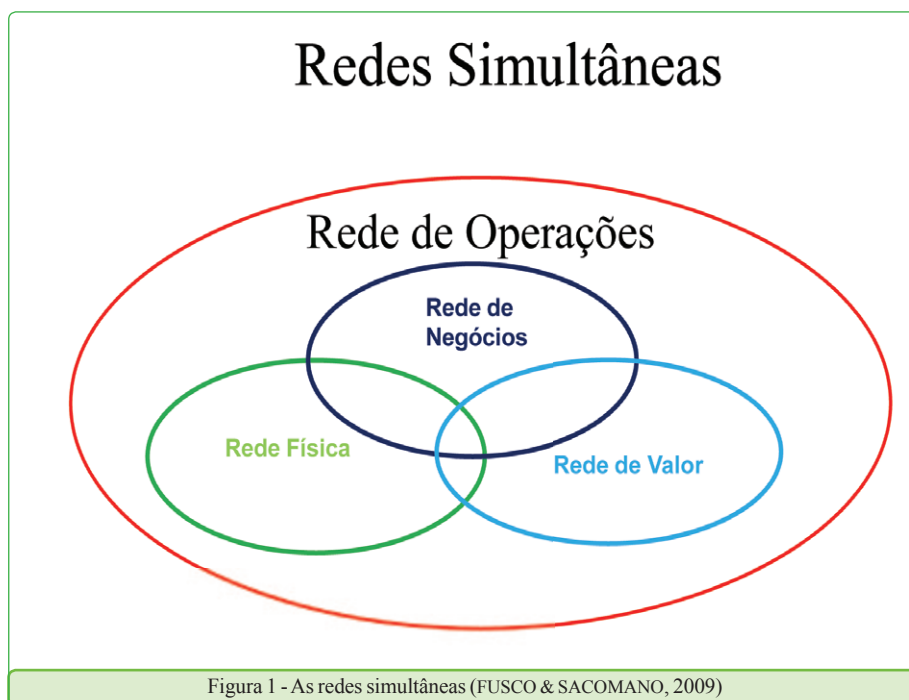 Redes Simultâneas
Rede de Operações
Rede de
Negócios
Rede Física
Rede de Valor
Figura 1 - As redes simultâneas (FUSCO & SACOMANO, 2009)